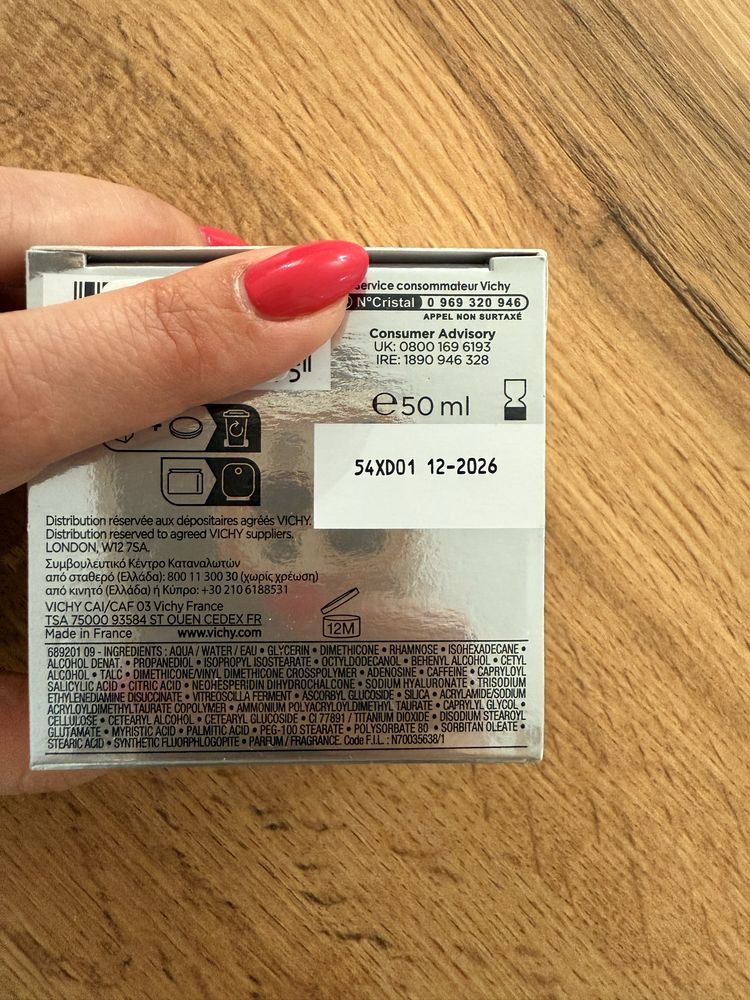 service consommateur Vichy
N°Cristal 0 969 320 946
APPEL NON SURTAXÉ
Consumer Advisory
UK: 0800 169 6193
IRE: 1890 946 328
e50 ml
54XD01 12-2026
Distribution réservée aux dépositaires agréés VICHY.
Distribution reserved to agreed VICHY suppliers.
LONDON, W12 7SA.
Συμβουλευτικό Κέντρο Καταναλωτών
από σταθερό (Ελλάδα): 800 11 300 30 (χωρίς χρέωση)
από κινητό (Ελλάδα) ή Κύπρο: +30 210 6188531
VICHY CAI/CAF 03 Vichy France
TSA 75000 93584 ST OUEN CEDEX FR
Made in France www.vichy.com
12M
689201 09 - INGREDIENTS : AQUA / WATER / EAU • GLYCERIN • DIMETHICONE • RHAMNOSE • ISOHEXADECANE •
ALCOHOL DENAT. • PROPANEDIOL • ISOPROPYL ISOSTEARATE • OCTYLDODECANOL • BEHENYL ALCOHOL • CETYL
ALCOHOL • TALC • DIMETHICONE/VINYL DIMETHICONE CROSSPOLYMER • ADENOSINE • CAFFEINE • CAPRYLOYL
SALICYLIC ACID • CITRIC ACID • NEOHESPERIDIN DIHYDROCHALCONE • SODIUM HYALURONATE • TRISODIUM
ETHYLENEDIAMINE DISUCCINATE • VITREOSCILLA FERMENT • ASCORBYL GLUCOSIDE • SILICA • ACRYLAMIDE/SODIUM
ACRYLOYLDIMETHYLTAURATE COPOLYMER • AMMONIUM POLYACRYLOYLDIMETHYL TAURATE • CAPRYLYL GLYCOL •
CELLULOSE • CETEARYL ALCOHOL • CETEARYL GLUCOSIDE • CI 77891 / TITANIUM DIOXIDE • DISODIUM STEAROYL
GLUTAMATE • MYRISTIC ACID • PALMITIC ACID • PEG-100 STEARATE • POLYSORBATE 80 • SORBITAN OLEATE •
STEARIC ACID • SYNTHETIC FLUORPHLOGOPITE • PARFUM / FRAGRANCE. Code F.I.L. : N70035638/1